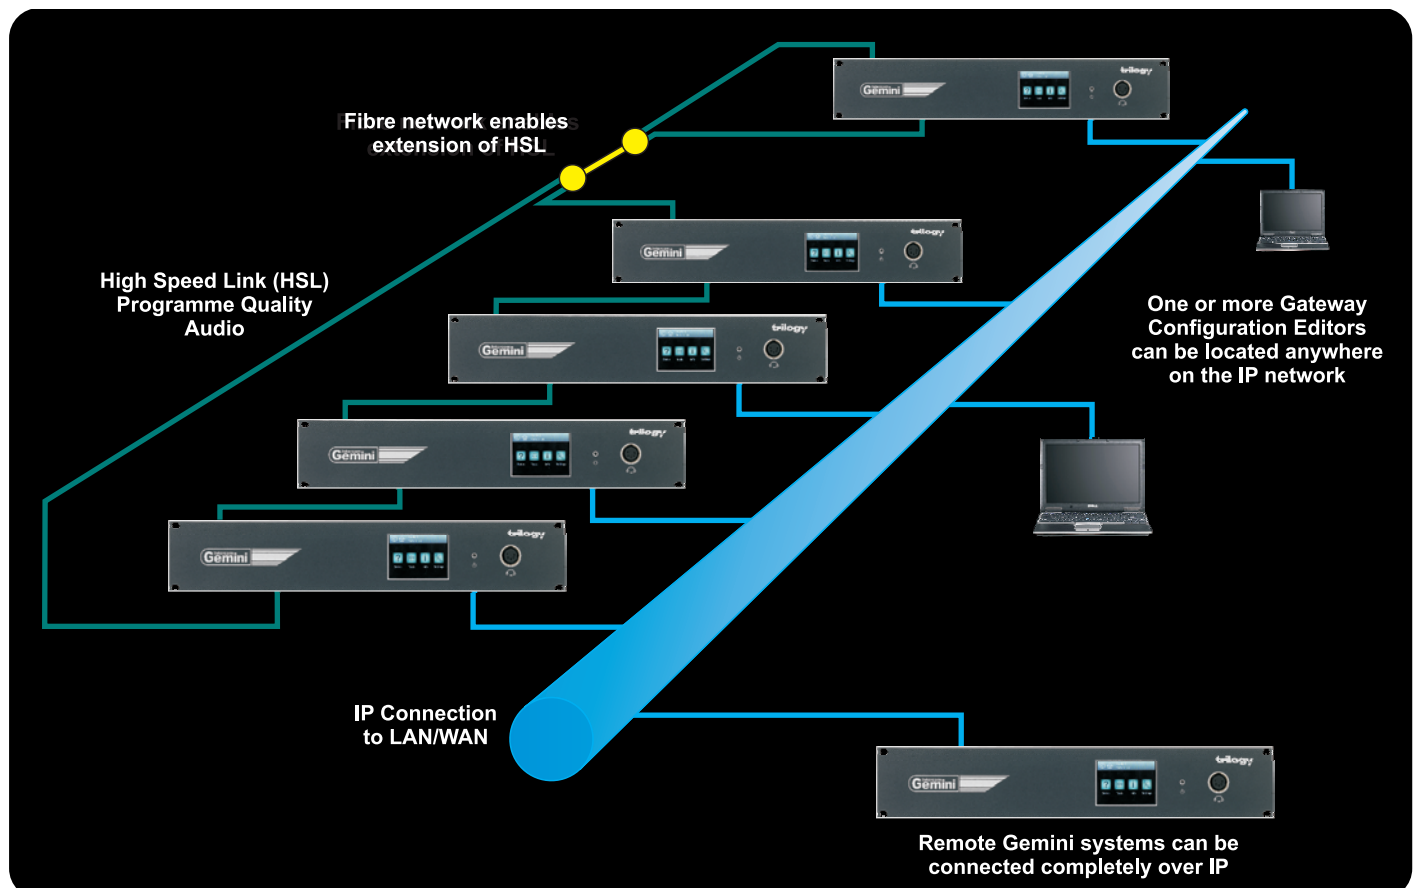 trilogy
Gemini
Fibre network enables
extension of HSL
trilogy
Gemini
High Speed Link (HSL)
Programme Quality
Audio
One or more Gateway
Configuration Editors
can be located anywhere
on the IP network
trilogy
Gemini
trilogy
Gemini
trilogy
Gemini
IP Connection
to LAN/WAN
trilogy
Gemini
Remote Gemini systems can be
connected completely over IP